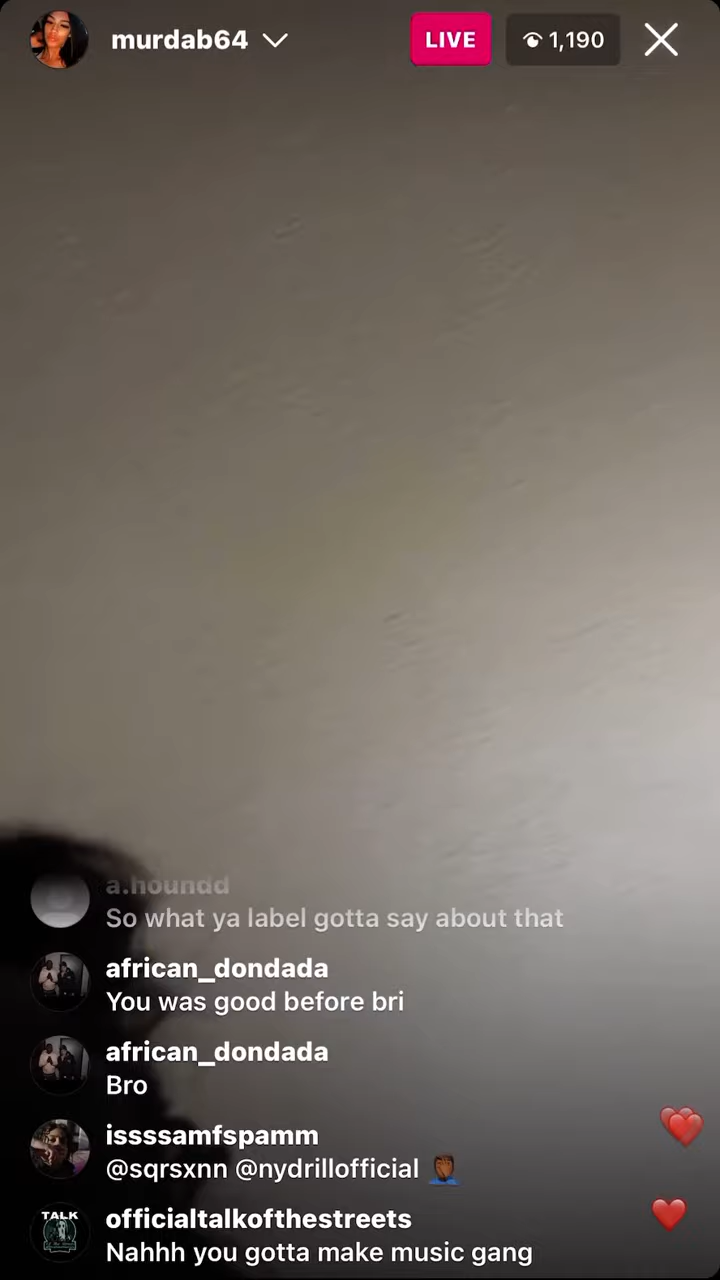 murdab64
LIVE
1,190
a.houndd
So what ya label gotta say about that
african_dondada
You was good before bri
african_dondada
Bro
issssamfspamm
@sqrsxnn @nydrillofficial 🤦🏾‍♂️
TALK
officialtalkofthestreets
Nahhh you gotta make music gang